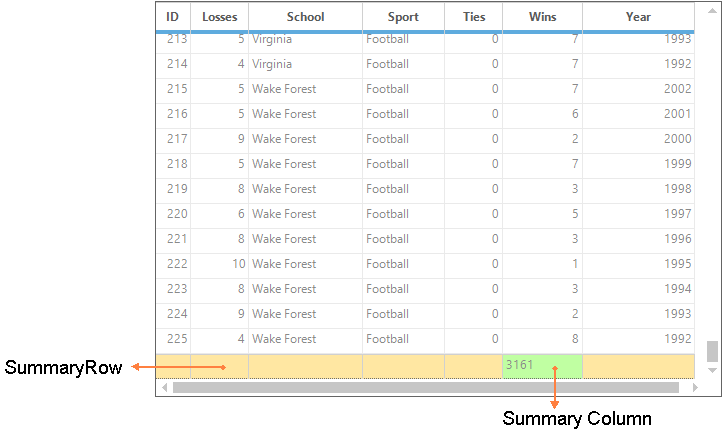 ID Losses School Sport Ties Wins Year
213 5 Virginia Football 0 7 1993
214 4 Virginia Football 0 7 1992
215 5 Wake Forest Football 0 7 2002
216 5 Wake Forest Football 0 6 2001
217 9 Wake Forest Football 0 2 2000
218 5 Wake Forest Football 0 7 1999
219 8 Wake Forest Football 0 3 1998
220 6 Wake Forest Football 0 5 1997
221 8 Wake Forest Football 0 3 1996
222 10 Wake Forest Football 0 1 1995
223 8 Wake Forest Football 0 3 1994
224 9 Wake Forest Football 0 2 1993
225 4 Wake Forest Football 0 8 1992
SummaryRow 3161
Summary Column